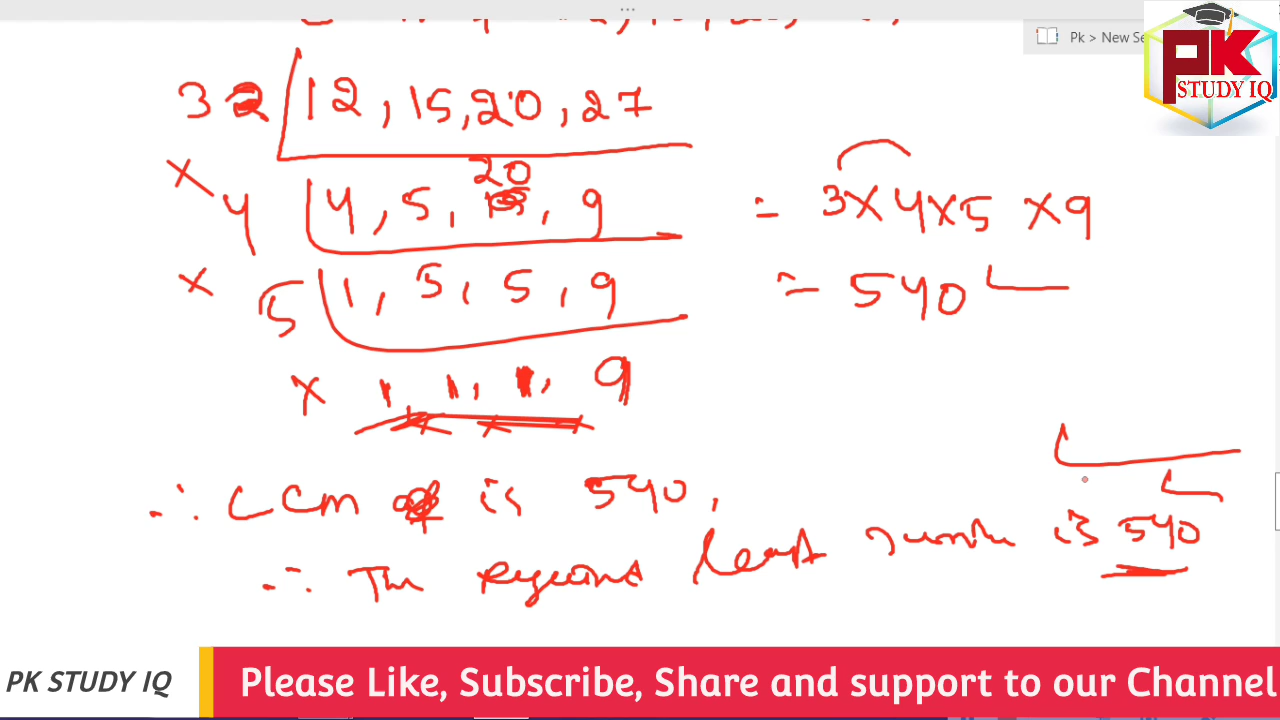 Pk > New Se
PK
STUDY IQ
3 2 12, 15, 20, 27
× 4 4, 5, 20, 9
= 3 × 4 × 5 × 9
× 5 1, 5, 5, 9
= 540
× 1, 1, 1, 9
∴ LCM is 540,
∴ The required least number is 540
PK STUDY IQ
Please Like, Subscribe, Share and support to our Channel